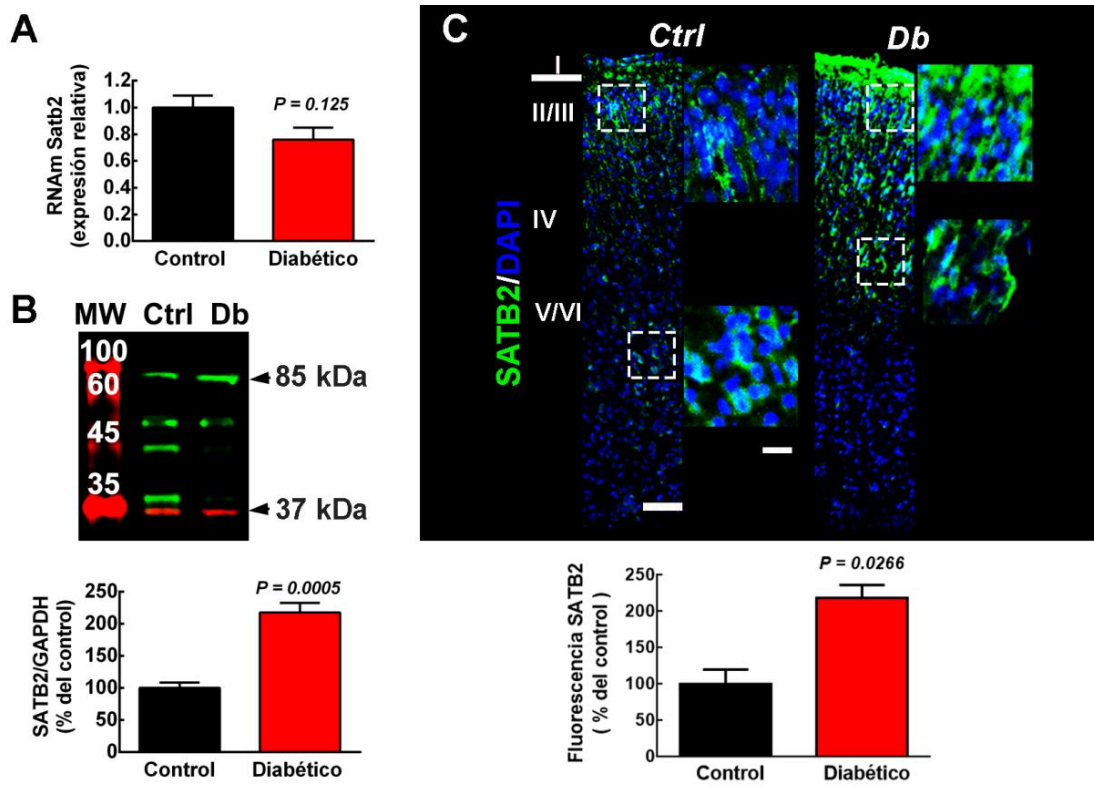 A
1.2
1.0
0.8
0.6
0.4
0.2
0.0
RNAm Satb2
(expresión relativa)
P = 0.125
Control
Diabético
B
MW Ctrl Db
100
60
45
35
85 kDa
37 kDa
250
200
150
100
50
0
SATB2/GAPDH
(% del control)
P = 0.0005
Control
Diabético
C
Ctrl
Db
I
II/III
IV
V/VI
SATB2/DAPI
250
200
150
100
50
0
Fluorescencia SATB2
( % del control )
P = 0.0266
Control
Diabético